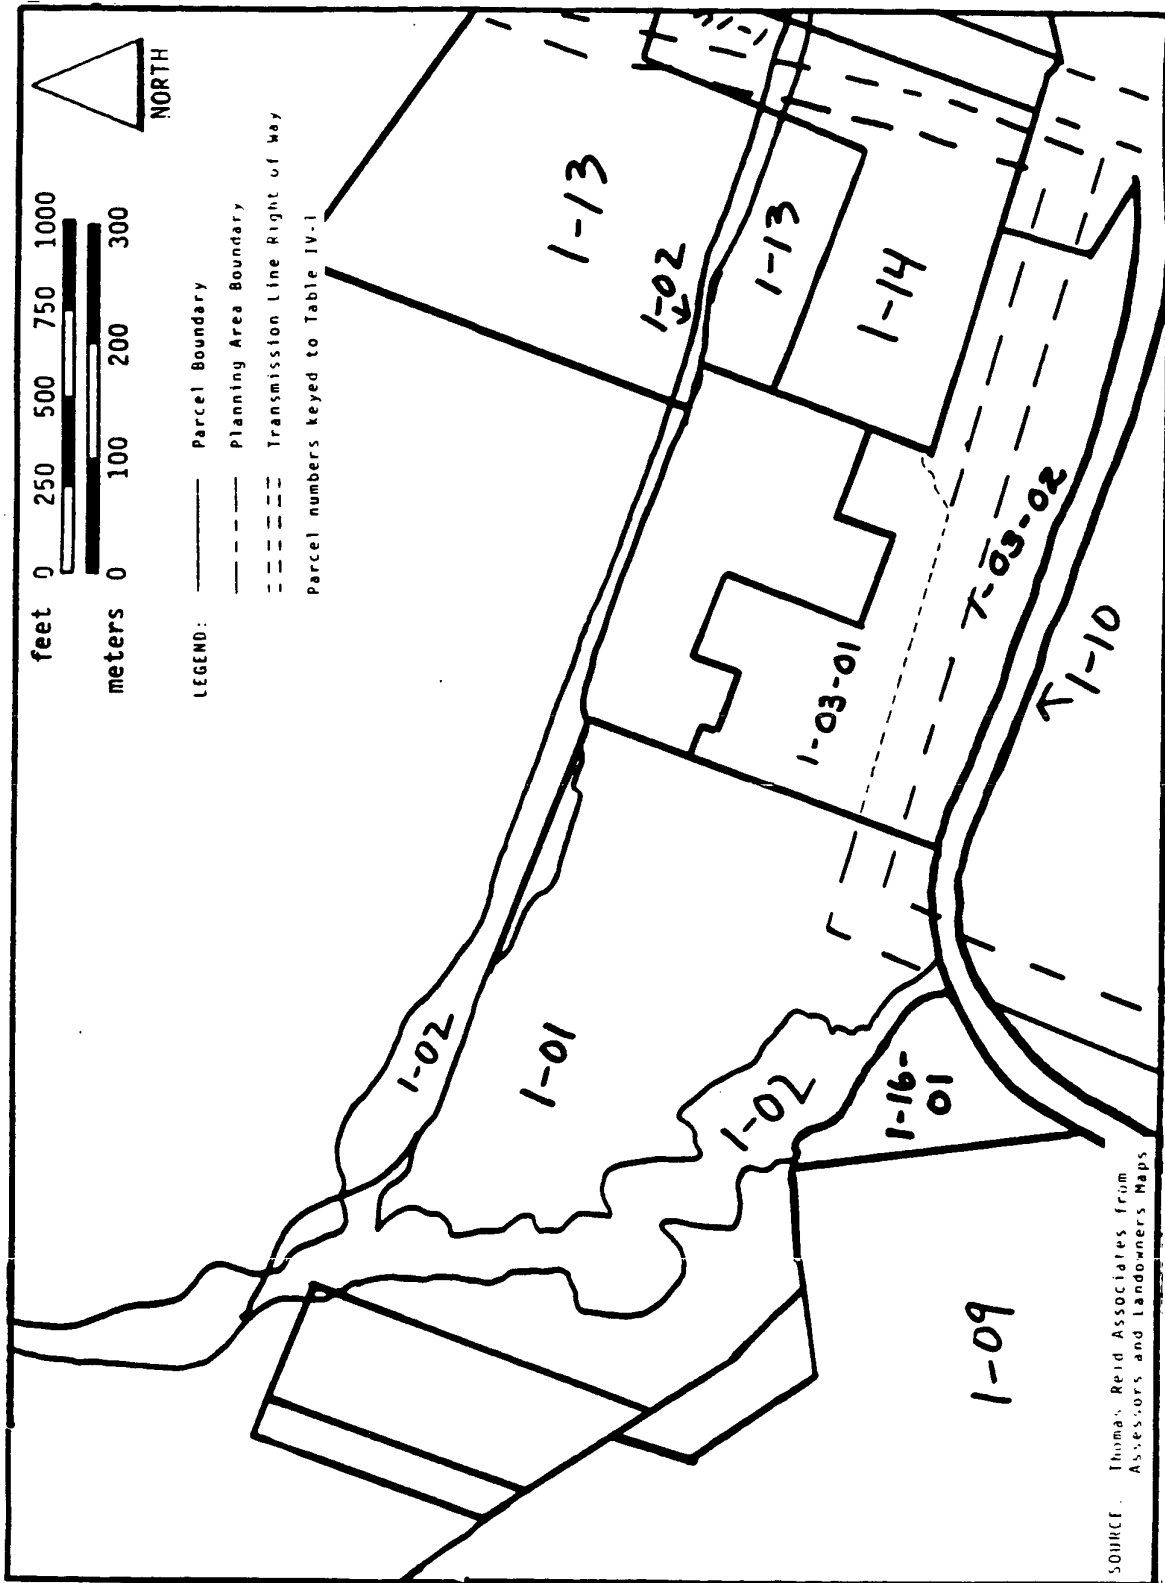 NORTH
feet 0 250 500 750 1000
meters 0 100 200 300
LEGEND:
Parcel Boundary
Planning Area Boundary
Transmission Line Right of Way
Parcel numbers keyed to Table IV-1
1-13
1-02
1-13
1-14
1-02
1-01
1-03-01
1-03-02
1-10
1-02
1-16-
01
1-09
SOURCE. Thomas Reid Associates from
Assessors and Landowners Maps